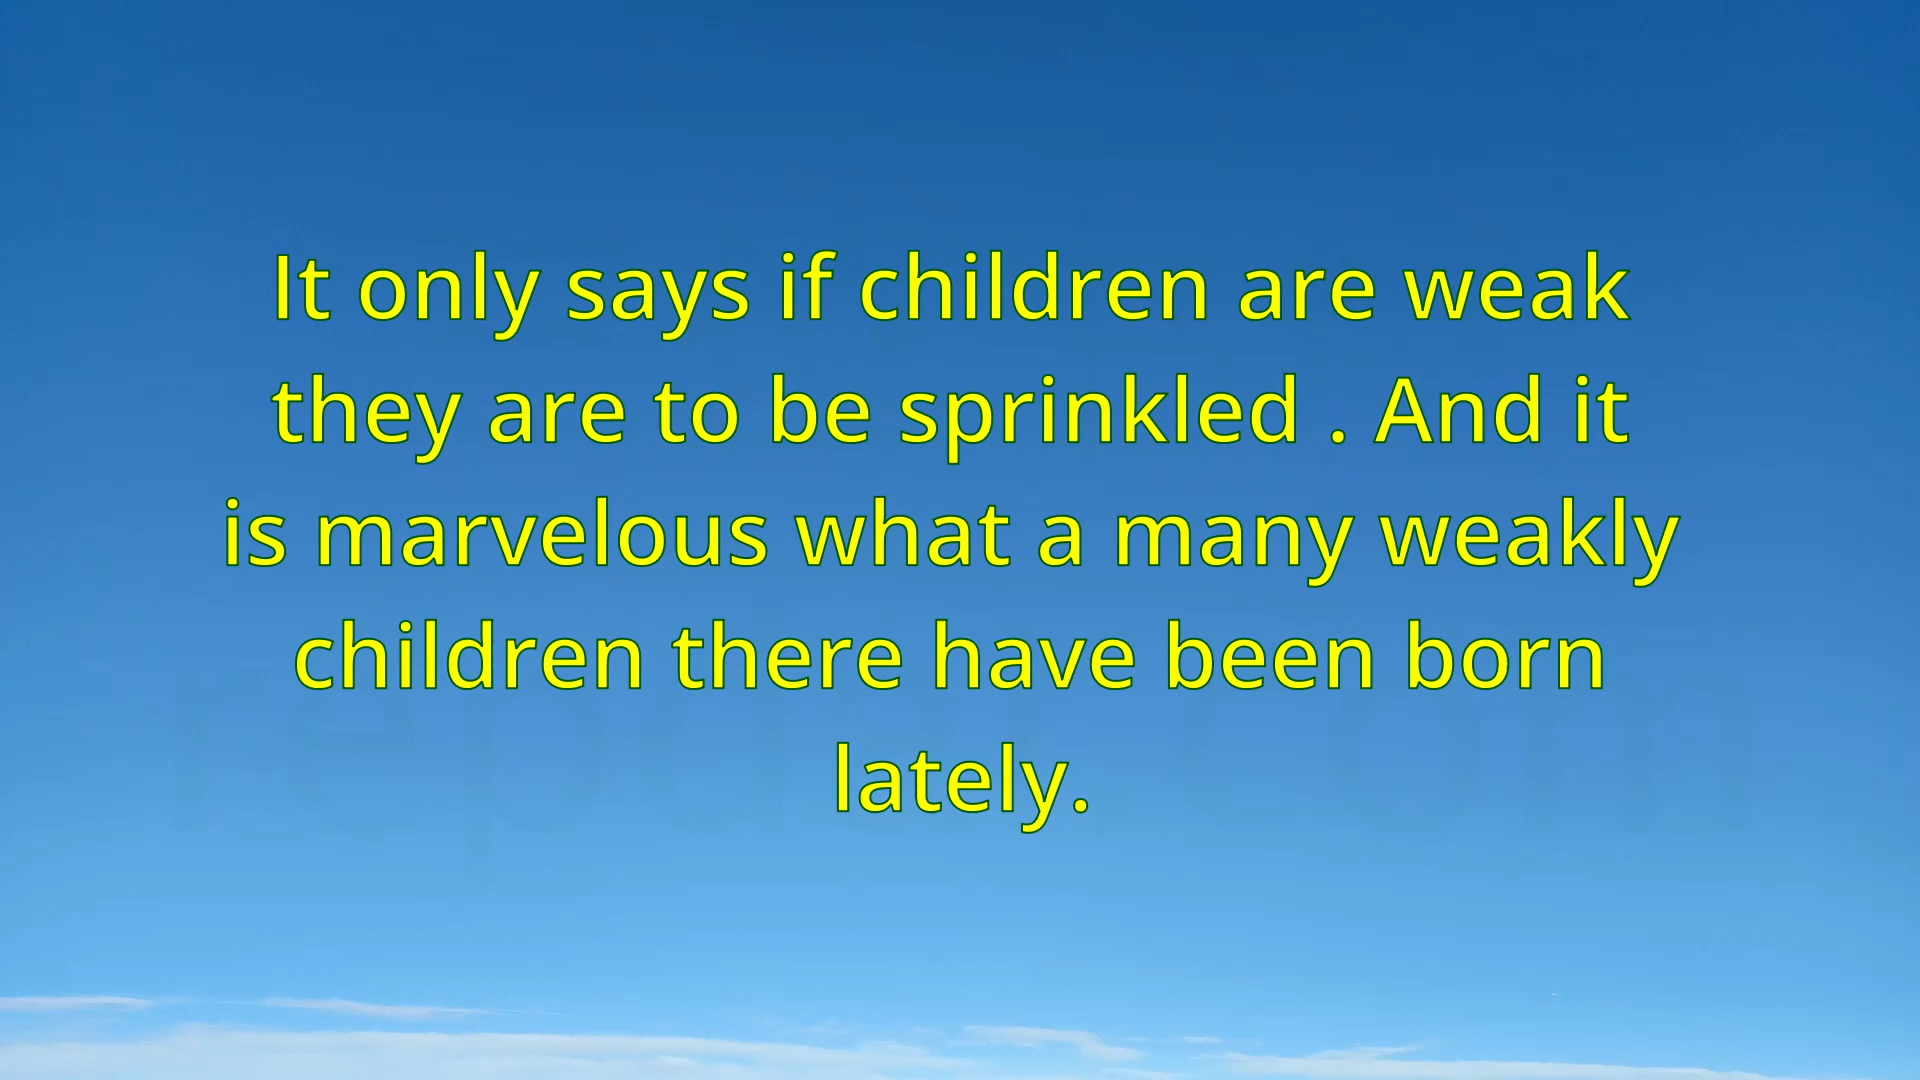 It only says if children are weak
they are to be sprinkled . And it
is marvelous what a many weakly
children there have been born
lately.